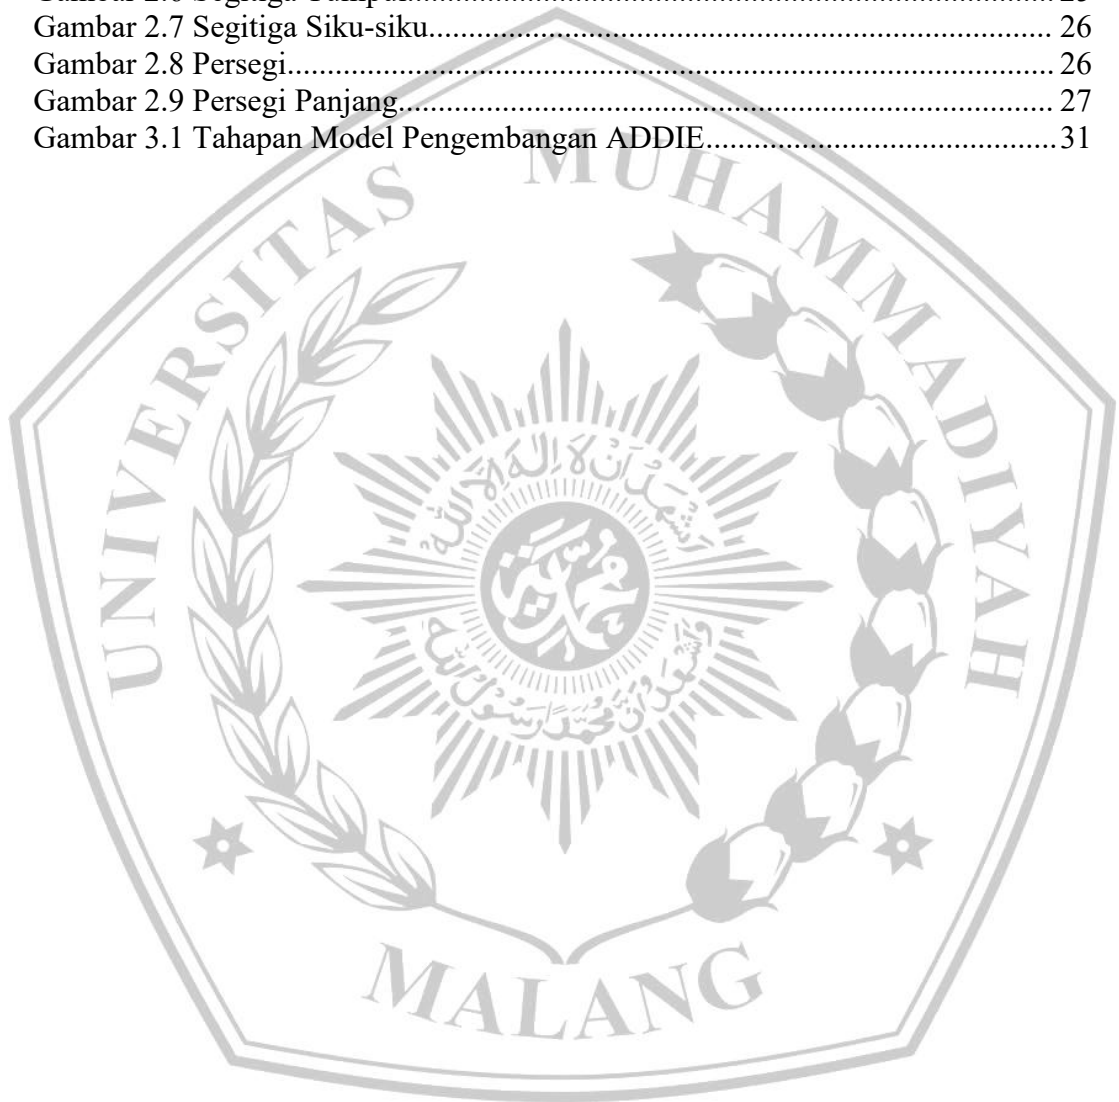 Gambar 2.7 Segitiga Siku-siku................................................................................ 26
Gambar 2.8 Persegi................................................................................................ 26
Gambar 2.9 Persegi Panjang.................................................................................. 27
Gambar 3.1 Tahapan Model Pengembangan ADDIE............................................ 31
UNIVERSITAS MUHAMMADIYAH
MALANG